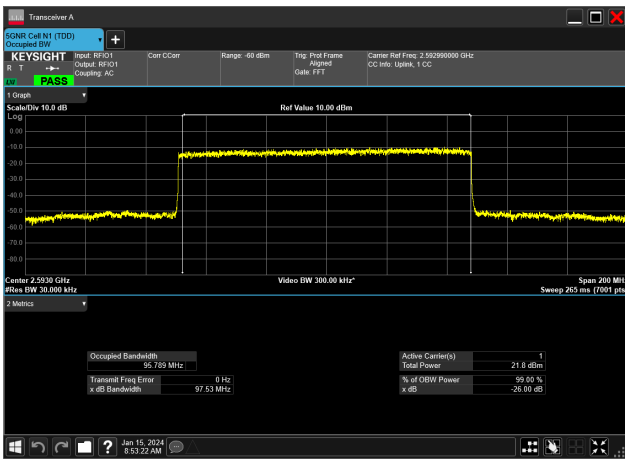 Transceiver A
5GNR Cell N1 (TDD)
Occupied BW
KEYSIGHT
R T
PASS
Input: RFIO1
Output: RFIO1
Coupling: AC
Corr CCorr
Range: -60 dBm
Trig: Prot Frame
Aligned
Gate: FFT
Carrier Ref Freq: 2.592990000 GHz
CC Info: Uplink, 1 CC
1 Graph
Scale/Div 10.0 dB
Ref Value 10.00 dBm
Log
0.00
-10.0
-20.0
-30.0
-40.0
-50.0
-60.0
-70.0
-80.0
Center 2.5930 GHz
#Res BW 30.000 kHz
Video BW 300.00 kHz*
Span 200 MH
Sweep 265 ms (7001 pts
2 Metrics
Occupied Bandwidth
95.789 MHz
Transmit Freq Error 0 Hz
x dB Bandwidth 97.53 MHz
Active Carrier(s) 1
Total Power 21.8 dBm
% of OBW Power 99.00 %
x dB -26.00 dB
Jan 15, 2024
8:53:22 AM